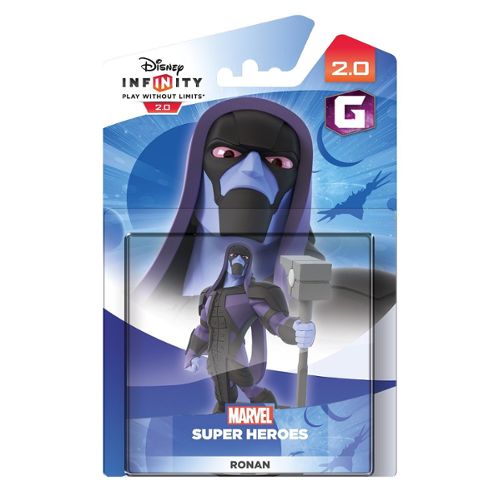 Disney
INFINITY
PLAY WITHOUT LIMITS
2.0
2.0
G
MARVEL
SUPER HEROES
RONAN